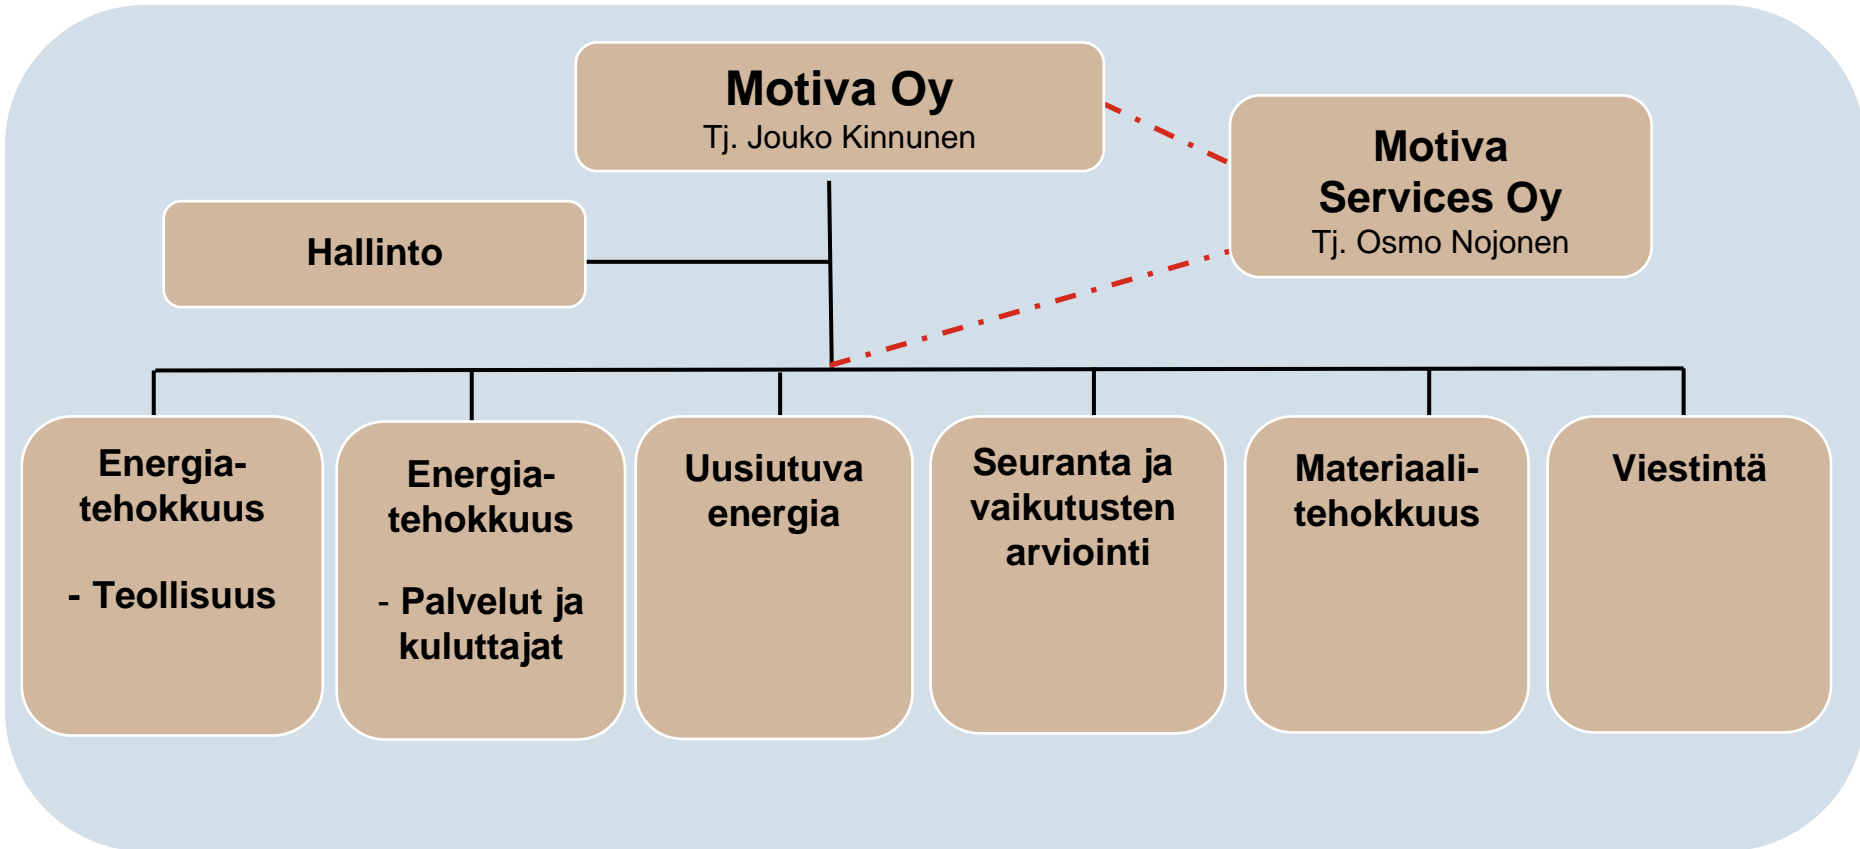 Motiva Oy
Tj. Jouko Kinnunen
Motiva
Services Oy
Tj. Osmo Nojonen
Hallinto
Energia-
tehokkuus
- Teollisuus
Energia-
tehokkuus
- Palvelut ja
kuluttajat
Uusiutuva
energia
Seuranta ja
vaikutusten
arviointi
Materiaali-
tehokkuus
Viestintä